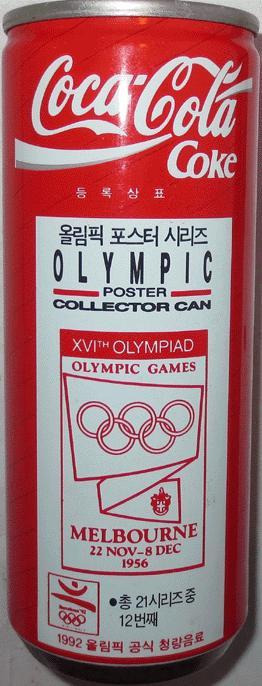 Coca-Cola
Coke
등 록 상 표
올림픽 포스터 시리즈
OLYMPIC
POSTER
COLLECTOR CAN
XVITH OLYMPIAD
OLYMPIC GAMES
MELBOURNE
22 NOV-8 DEC
1956
Barcelona'92
•총 21시리즈 중
12번째
1992 올림픽 공식 청량음료